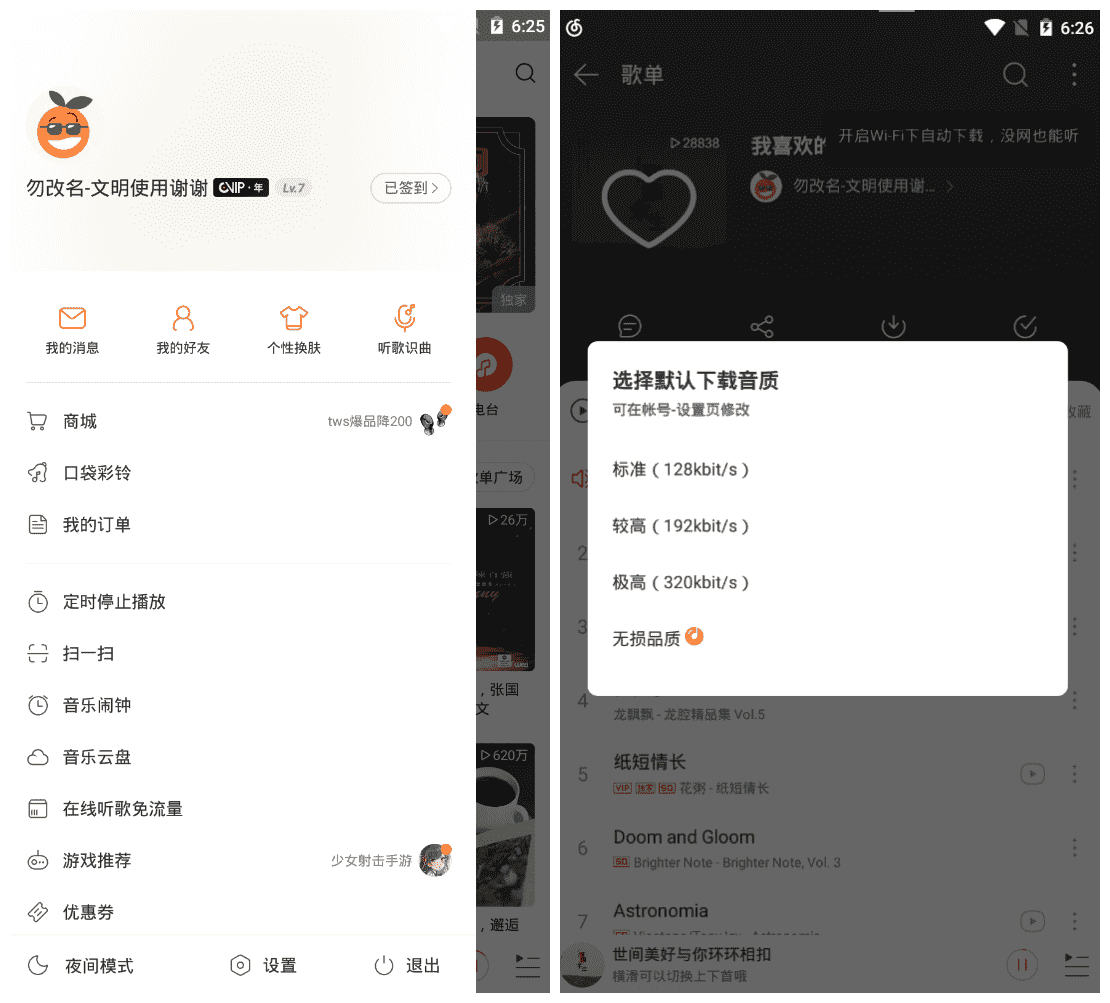 6:25
勿改名-文明使用谢谢 VIP·年 Lv.7
已签到
我的消息
我的好友
个性换肤
听歌识曲
商城
tws爆品降200
口袋彩铃
我的订单
定时停止播放
扫一扫
音乐闹钟
音乐云盘
在线听歌免流量
游戏推荐
少女射击手游
优惠券
夜间模式
设置
退出
独家
电台
单广场
26万
，张国
文
620万
，邂逅
6:26
歌单
28838
我喜欢的
开启Wi-Fi下自动下载，没网也能听
勿改名-文明使用谢...
收藏
选择默认下载音质
可在帐号-设置页修改
标准（128kbit/s）
较高（192kbit/s）
极高（320kbit/s）
无损品质
2
3
4
龙飘飘 - 龙腔精品集 Vol.5
5
纸短情长
VIP 独家 SQ 花粥 - 纸短情长
6
Doom and Gloom
SQ Brighter Note - Brighter Note, Vol. 3
7
Astronomia
世间美好与你环环相扣
横滑可以切换上下首哦